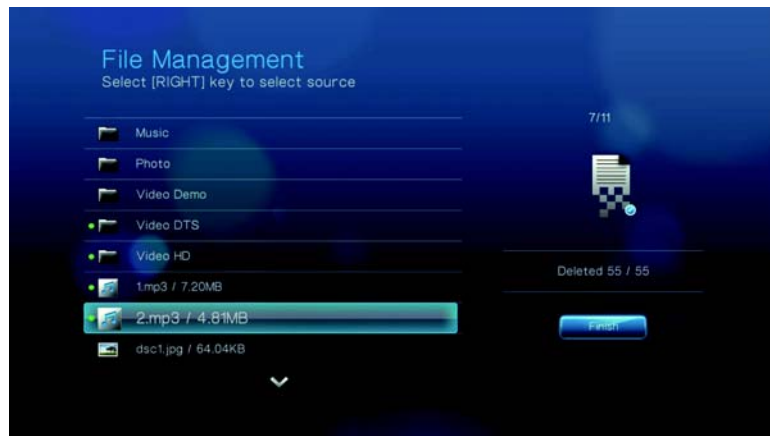 File Management
Select [RIGHT] key to select source
7/11
Music
Photo
Video Demo
Video DTS
Video HD
1.mp3 / 7.20MB
2.mp3 / 4.81MB
dsc1.jpg / 64.04KB
Deleted 55 / 55
Finish